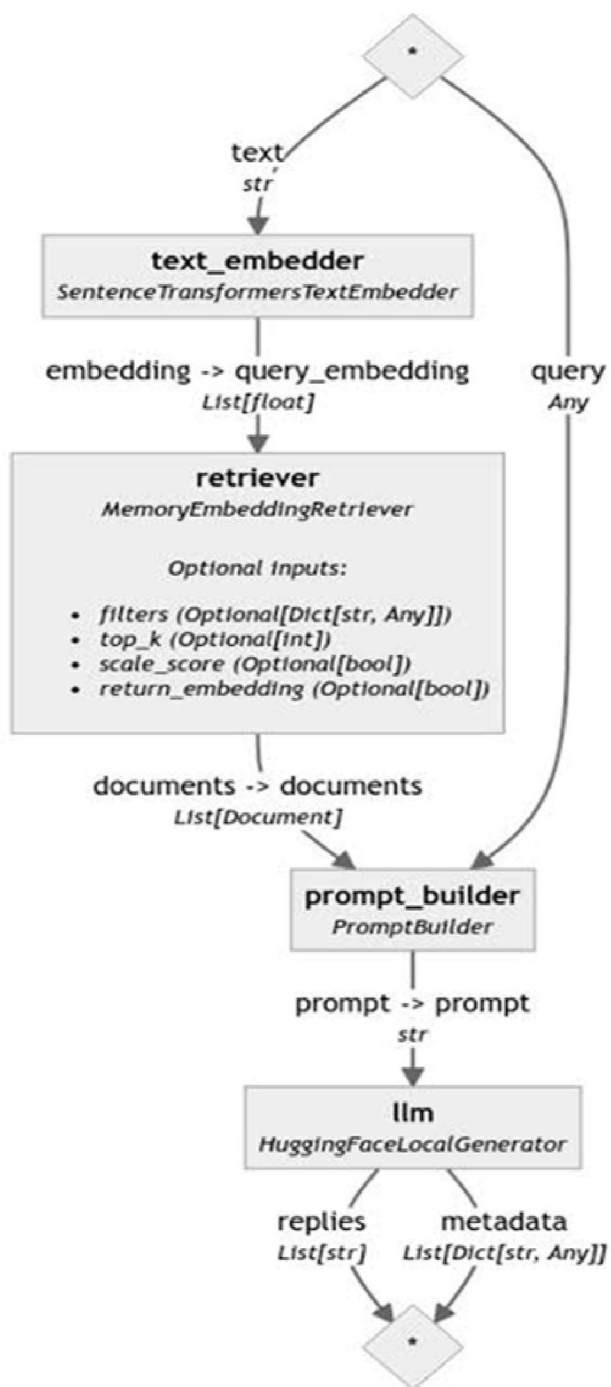 *
text
str
text_embedder
SentenceTransformersTextEmbedder
embedding -> query_embedding
List[float]
query
Any
retriever
MemoryEmbeddingRetriever
Optional inputs:
• filters (Optional[Dict[str, Any]])
• top_k (Optional[int])
• scale_score (Optional[bool])
• return_embedding (Optional[bool])
documents -> documents
List[Document]
prompt_builder
PromptBuilder
prompt -> prompt
str
llm
HuggingFaceLocalGenerator
replies
List[str]
metadata
List[Dict[str, Any]]
*